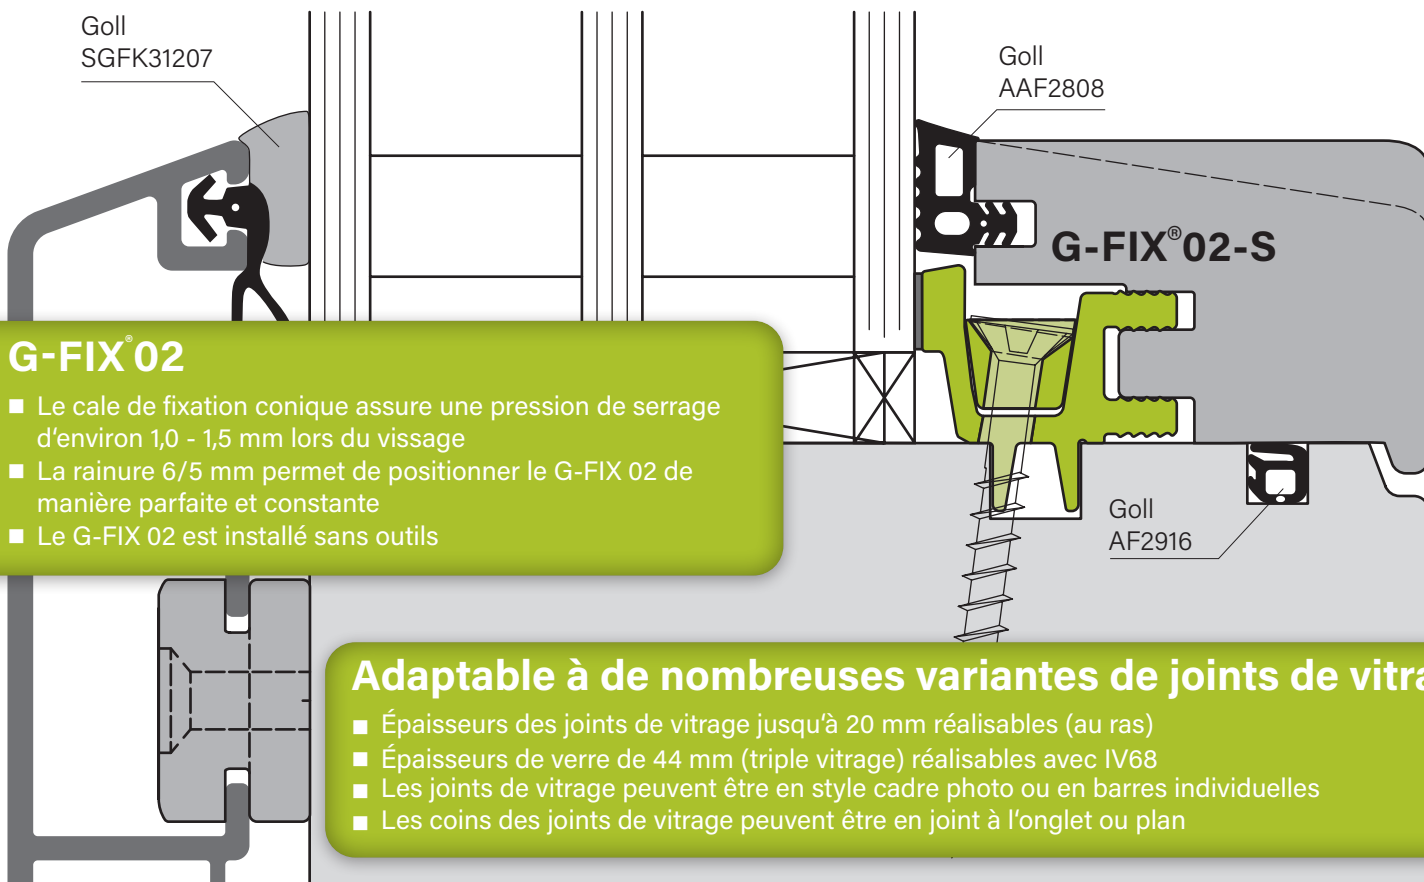 Goll
SGFK31207
Goll
AAF2808
G-FIX®02-S
G-FIX®02
■ Le cale de fixation conique assure une pression de serrage
d‘environ 1,0 - 1,5 mm lors du vissage
■ La rainure 6/5 mm permet de positionner le G-FIX 02 de
manière parfaite et constante
■ Le G-FIX 02 est installé sans outils
Goll
AF2916
Adaptable à de nombreuses variantes de joints de vitra
■ Épaisseurs des joints de vitrage jusqu‘à 20 mm réalisables (au ras)
■ Épaisseurs de verre de 44 mm (triple vitrage) réalisables avec IV68
■ Les joints de vitrage peuvent être en style cadre photo ou en barres individuelles
■ Les coins des joints de vitrage peuvent être en joint à l‘onglet ou plan